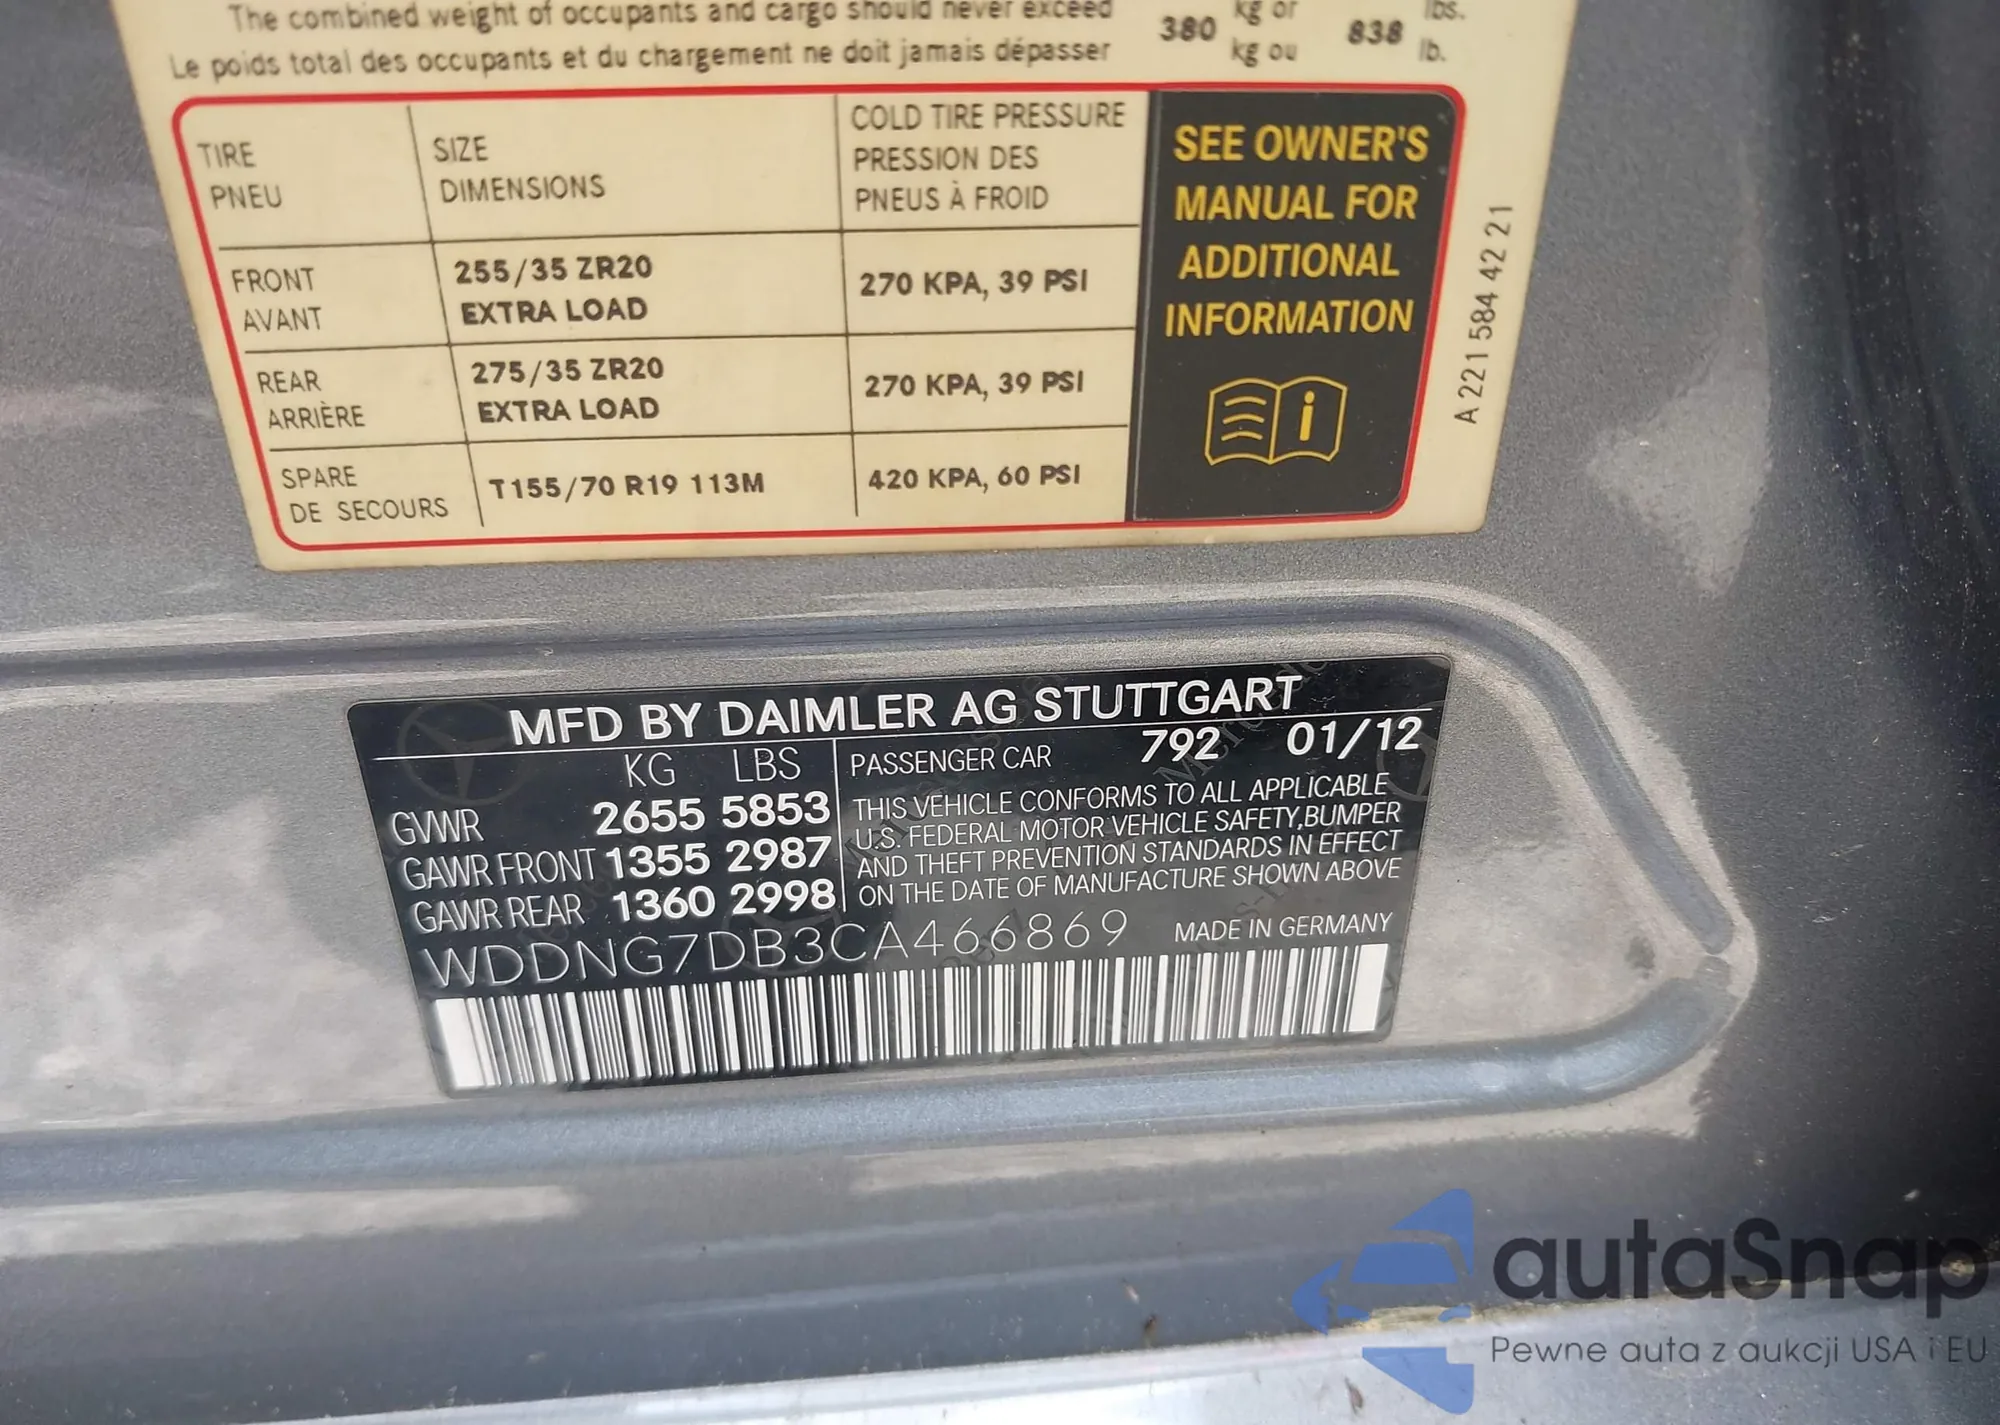 The combined weight of occupants and cargo should never exceed 380 kg or 838 lbs.
Le poids total des occupants et du chargement ne doit jamais dépasser kg ou lb.
TIRE SIZE COLD TIRE PRESSURE
PNEU DIMENSIONS PRESSION DES
PNEUS À FROID
FRONT 255/35 ZR20 270 KPA, 39 PSI
AVANT EXTRA LOAD
REAR 275/35 ZR20 270 KPA, 39 PSI
ARRIÈRE EXTRA LOAD
SPARE T155/70 R19 113M 420 KPA, 60 PSI
DE SECOURS
SEE OWNER'S
MANUAL FOR
ADDITIONAL
INFORMATION
A 221 584 42 21
MFD BY DAIMLER AG STUTTGART
KG LBS PASSENGER CAR 792 01/12
GVWR 2655 5853
GAWR FRONT 1355 2987
GAWR REAR 1360 2998
THIS VEHICLE CONFORMS TO ALL APPLICABLE
U.S. FEDERAL MOTOR VEHICLE SAFETY,BUMPER
AND THEFT PREVENTION STANDARDS IN EFFECT
ON THE DATE OF MANUFACTURE SHOWN ABOVE
WDDNG7DB3CA466869 MADE IN GERMANY
autaSnap
Pewne auta z aukcji USA i EU